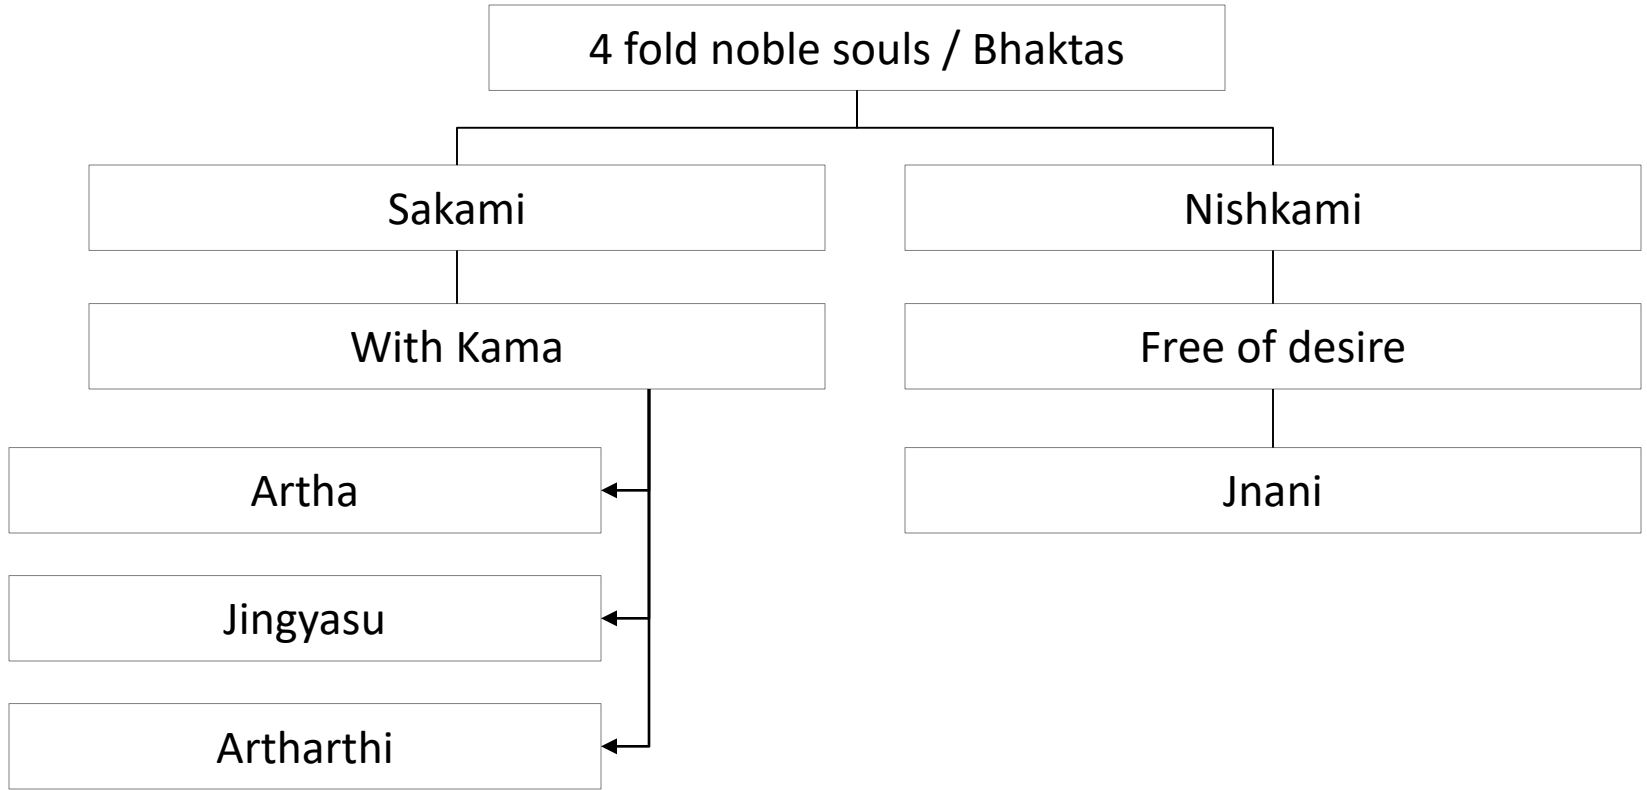 4 fold noble souls / Bhaktas
Sakami
Nishkami
With Kama
Free of desire
Artha
Jnani
Jingyasu
Artharthi